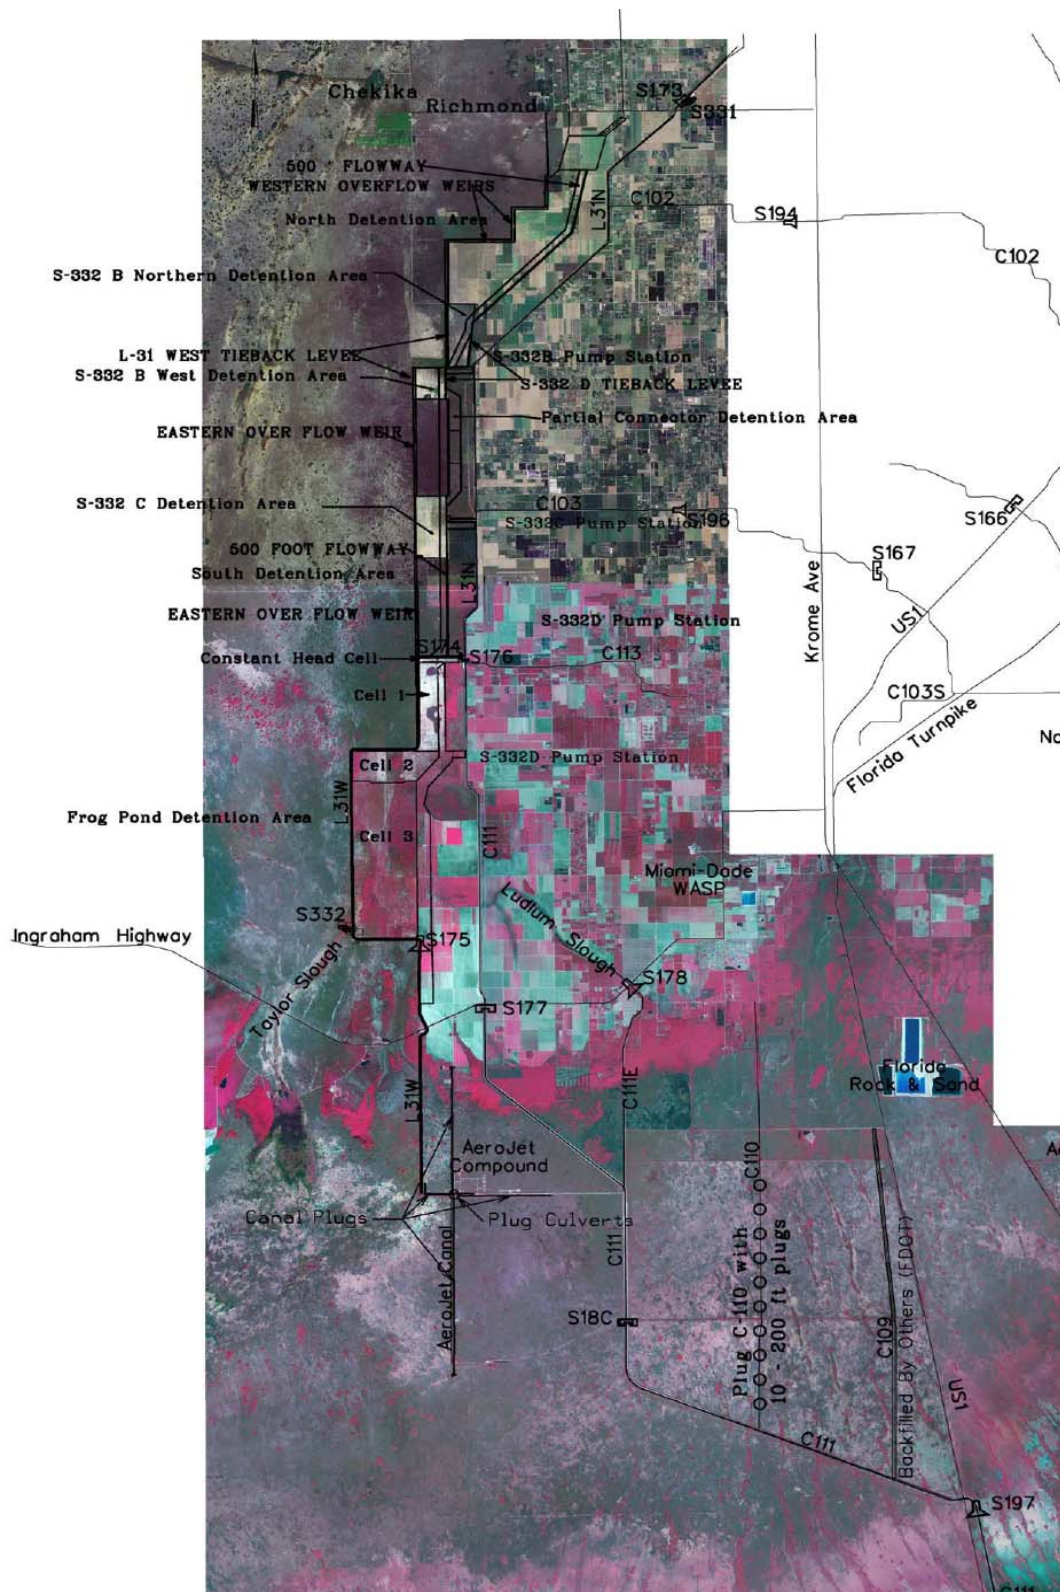 S173
Chekika
Richmond
S331
500 ' FLOWWAY
WESTERN OVERFLOW WEIRS
L31N
C102
S194
North Detention Area
C102
S-332 B Northern Detention Area
L-31 WEST TIEBACK LEVEE
S-332B Pump Station
S-332 B West Detention Area
S-332 D TIEBACK LEVEE
Partial Connector Detention Area
EASTERN OVER FLOW WEIR
S-332 C Detention Area
C103
S196
S-332C Pump Station
S166
500 FOOT FLOWWAY
S167
South Detention Area
L31N
EASTERN OVER FLOW WEIR
S-332D Pump Station
Krome Ave
US1
S174
Constant Head Cell
S176
C113
Cell 1
C103S
Florida Turnpike
No
Cell 2
S-332D Pump Station
L31W
Frog Pond Detention Area
Cell 3
C111
Miami-Dade
WASP
Ludlum Slough
S332
Ingraham Highway
S175
Taylor Slough
S178
S177
Florida
Rock & Sand
L31W
C111E
AeroJet
Compound
C110
Canal Plugs
Plug Culverts
AeroJet Canal
C111
Plug C-110 with
10 - 200 ft plugs
S18C
C109
Backfilled By Others (FDOT)
US1
C111
S197